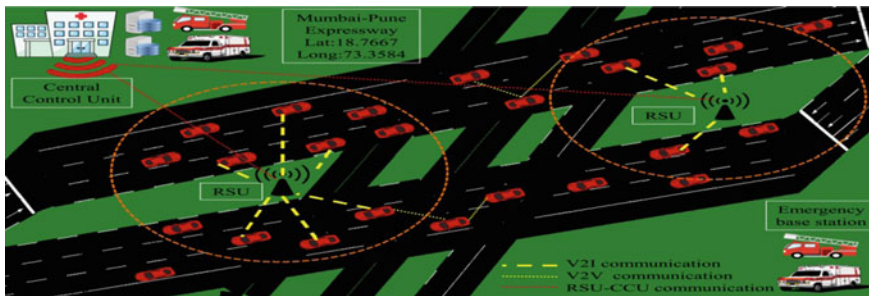 Mumbai-Pune
Expressway
Lat:18.7667
Long:73.3584
Central
Control Unit
RSU
RSU
Emergency
base station
V2I communication
V2V communication
RSU-CCU communication